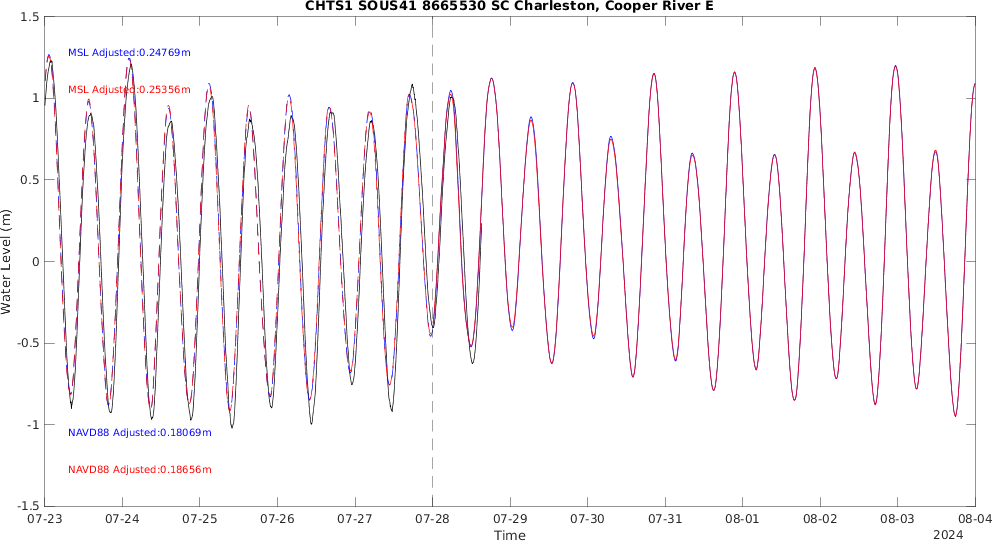 CHTS1 SOUS41 8665530 SC Charleston, Cooper River E
1.5
MSL Adjusted:0.24769m
MSL Adjusted:0.25356m
1
0.5
Water Level (m)
0
-0.5
-1
NAVD88 Adjusted:0.18069m
NAVD88 Adjusted:0.18656m
-1.5
07-23 07-24 07-25 07-26 07-27 07-28 07-29 07-30 07-31 08-01 08-02 08-03 08-04
Time
2024